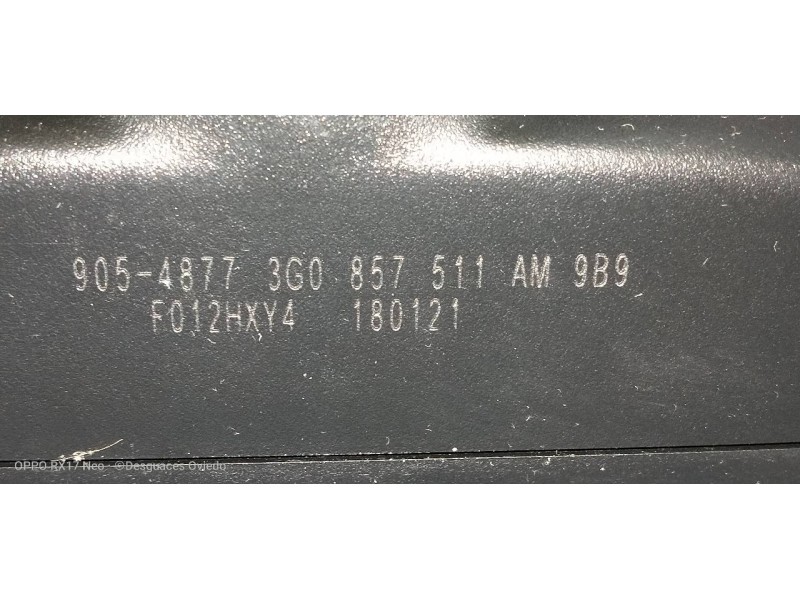 905-4877 3G0 857 511 AM 9B9
F012HXY4 180121
OPPO RX17 Neo ©Desguaces Oviedo